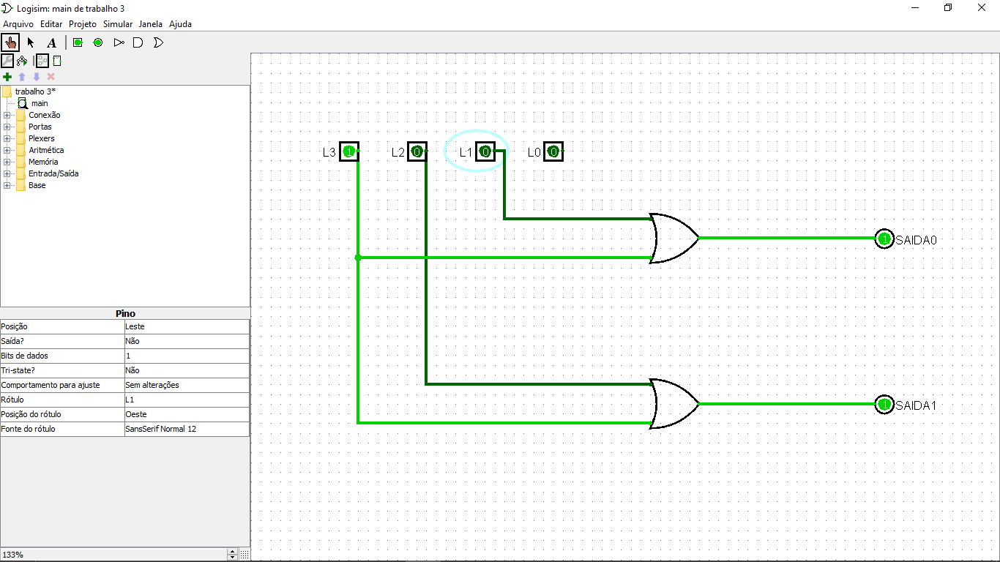 Logisim: main de trabalho 3
Arquivo Editar Projeto Simular Janela Ajuda
A
trabalho 3*
main
Conexão
Portas
Plexers
Aritmética
Memória
Entrada/Saída
Base
L3 1 L2 0 L1 0 L0 0
1 SAIDA0
1 SAIDA1
Pino
Posição Leste
Saída? Não
Bits de dados 1
Tri-state? Não
Comportamento para ajuste Sem alterações
Rótulo L1
Posição do rótulo Oeste
Fonte do rótulo SansSerif Normal 12
133%